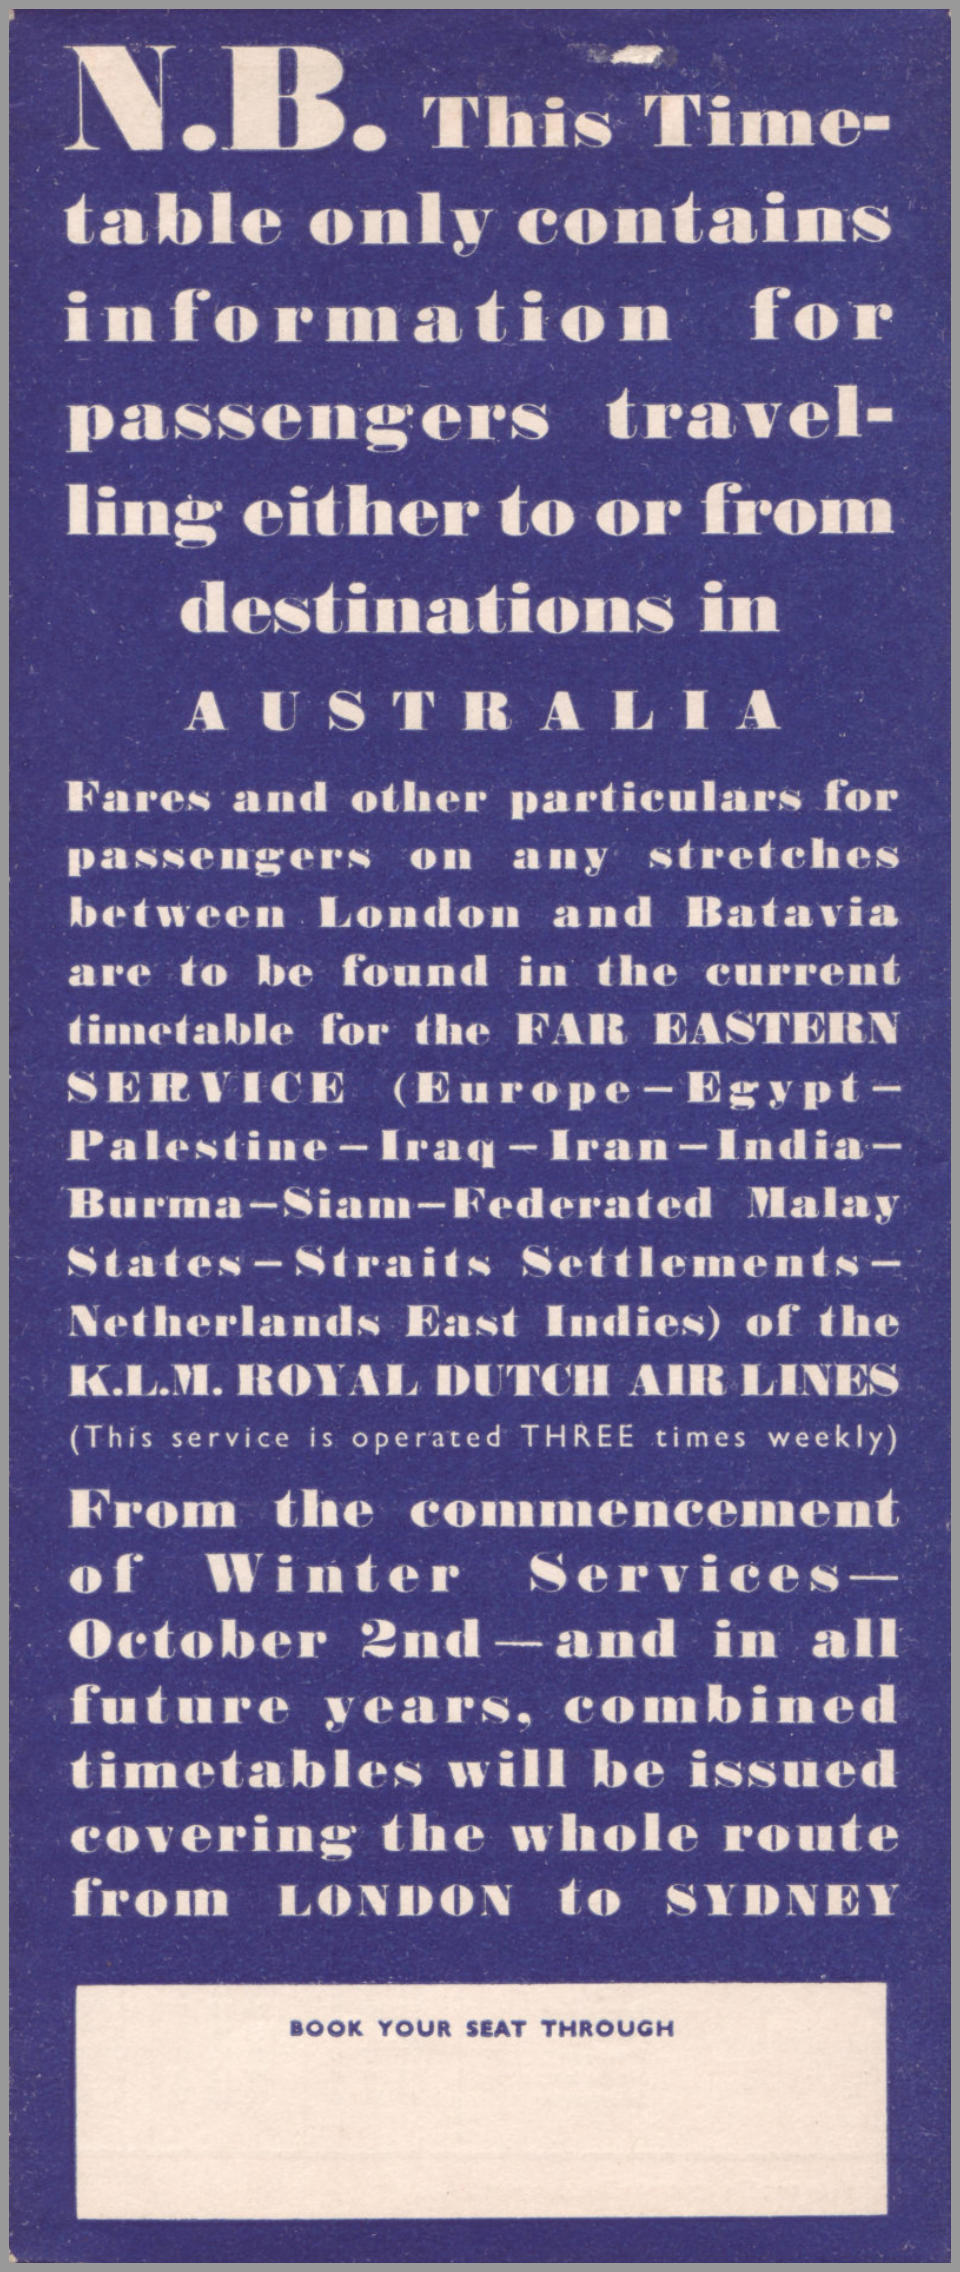 N.B. This Time-
table only contains
information for
passengers travel-
ling either to or from
destinations in
AUSTRALIA
Fares and other particulars for
passengers on any stretches
between London and Batavia
are to be found in the current
timetable for the FAR EASTERN
SERVICE (Europe—Egypt—
Palestine—Iraq—Iran—India—
Burma—Siam—Federated Malay
States—Straits Settlements—
Netherlands East Indies) of the
K.L.M. ROYAL DUTCH AIR LINES
(This service is operated THREE times weekly)
From the commencement
of Winter Services—
October 2nd—and in all
future years, combined
timetables will be issued
covering the whole route
from LONDON to SYDNEY
BOOK YOUR SEAT THROUGH